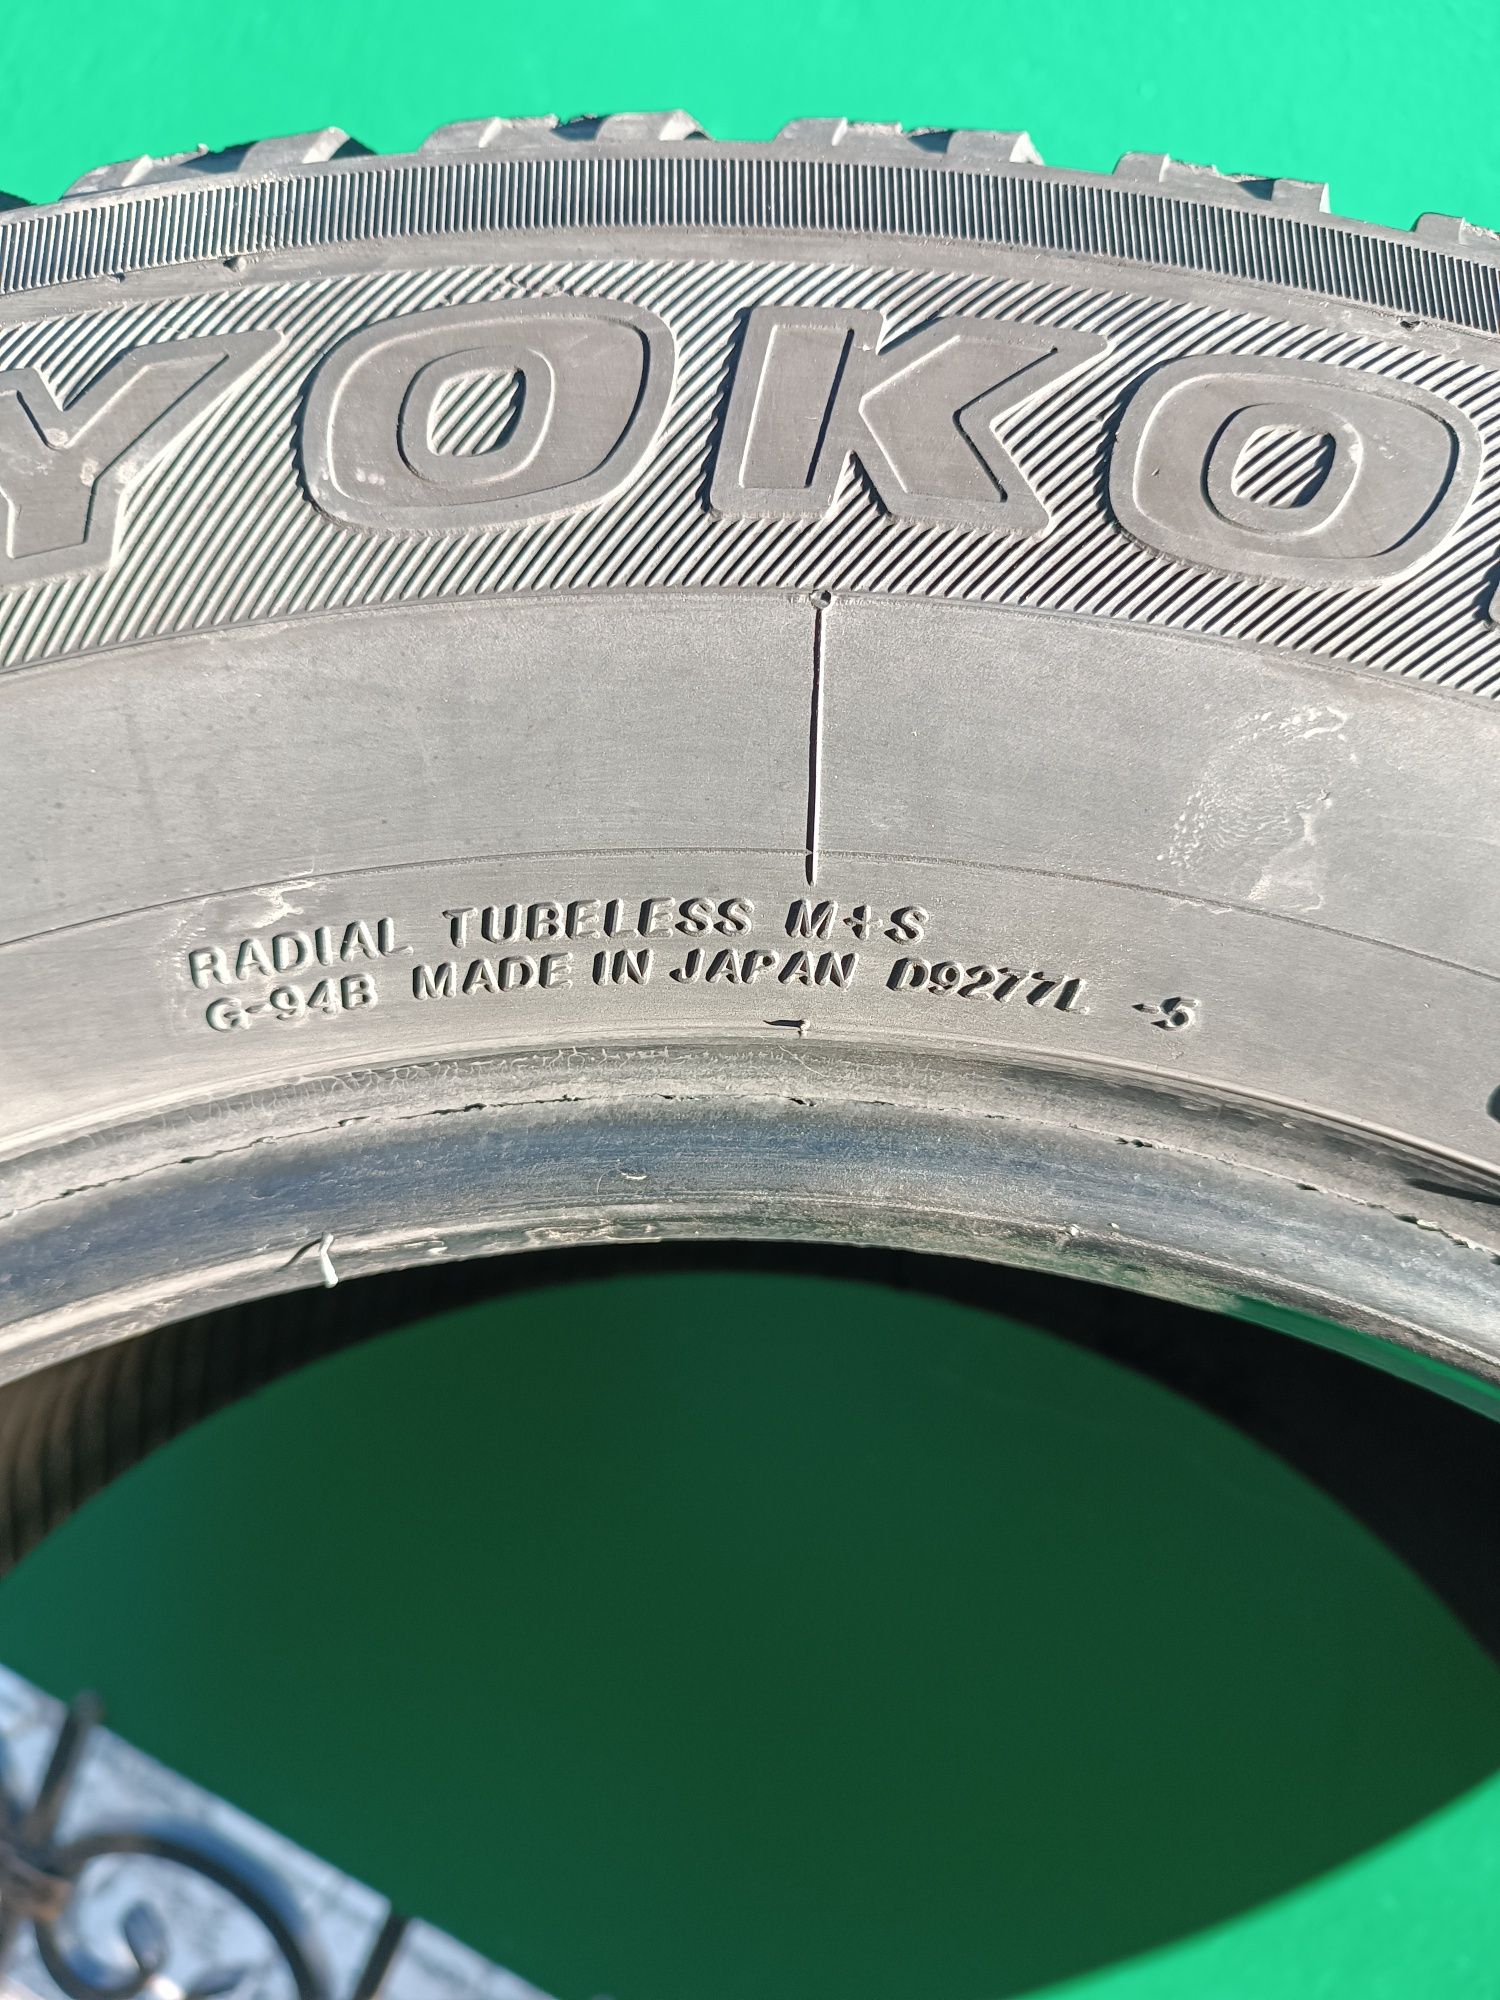 YOKO
RADIAL TUBELESS M+S
G-94B MADE IN JAPAN D9277L -5